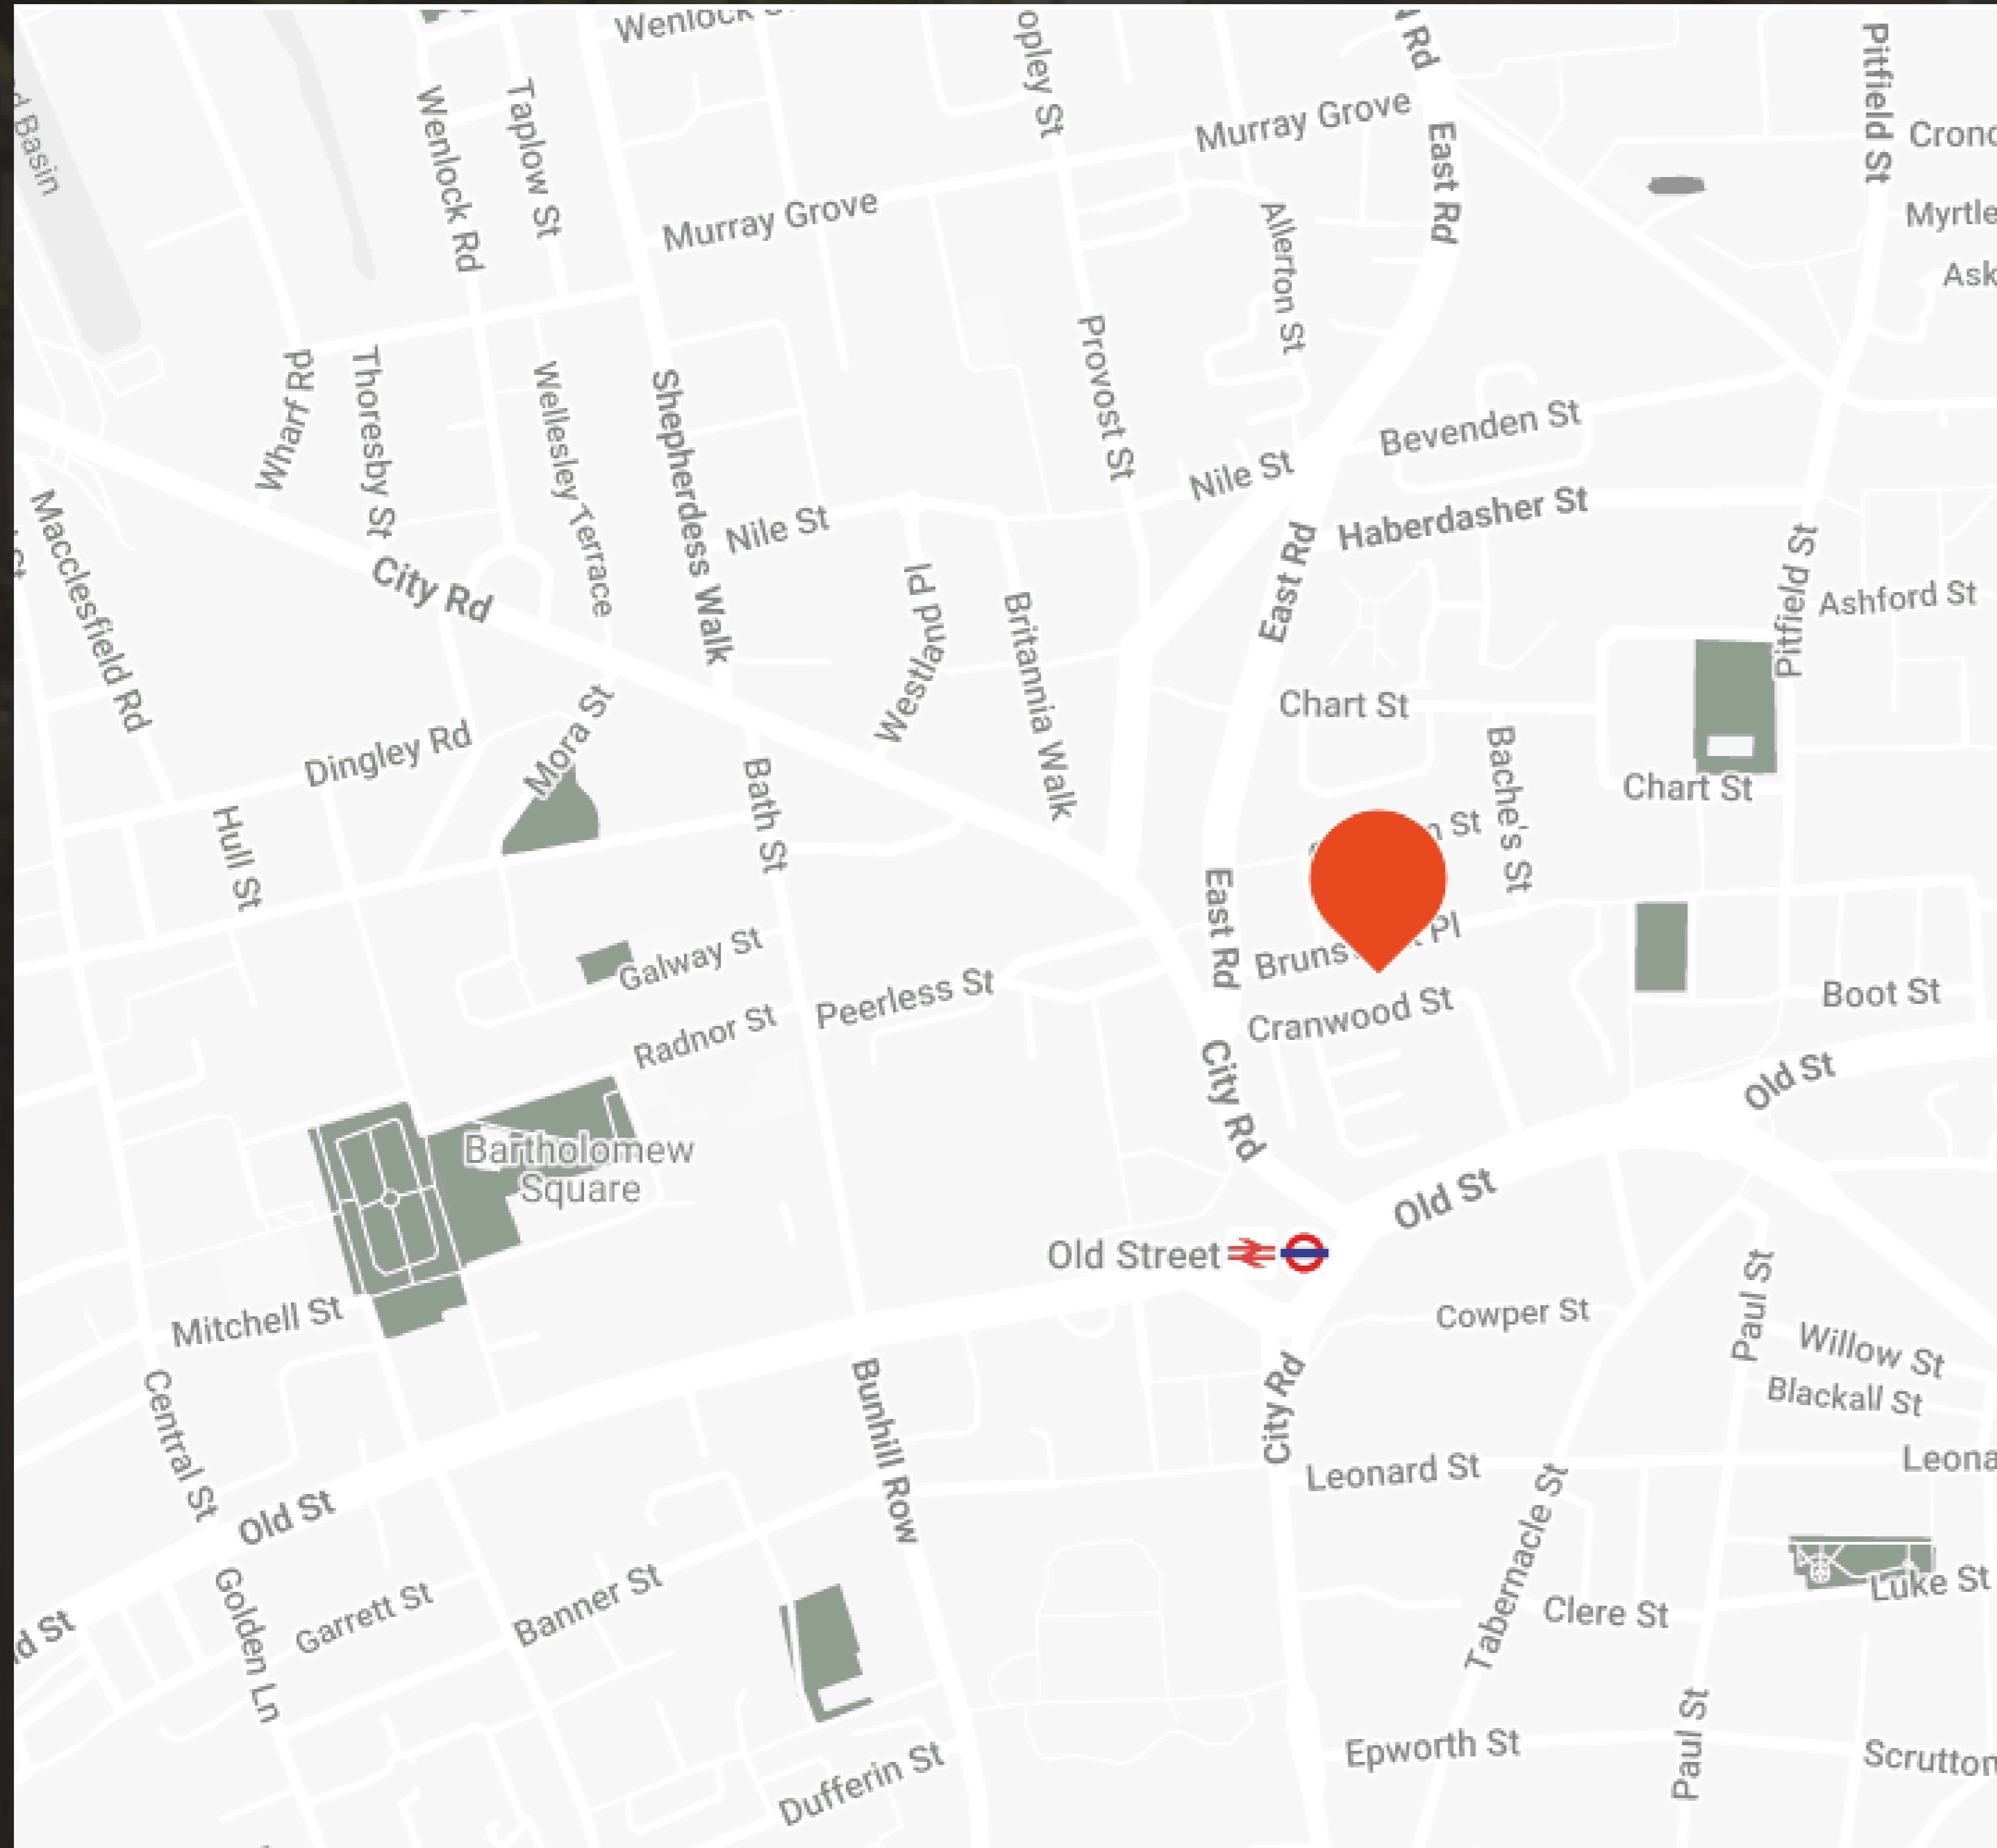 Rd
Pitfield St
Taplow St
Wenlock Rd
Murray Grove
East Rd
Basin
Myrtle
Murray Grove
Allerton St
Provost St
Wharf Rd
Thoresby St
Wellesley Terrace
Shepherdess Walk
Bevenden St
Nile St
Haberdasher St
Nile St
Macclesfield Rd
City Rd
East Rd
Pitfield St
Ashford St
Westland Pl
Britannia Walk
Mora St
Chart St
Dingley Rd
Bache's St
Bath St
Chart St
Hull St
St
East Rd
Galway St
Pl
Peerless St
Cranwood St
Boot St
Radnor St
City Rd
Old St
Bartholomew
Square
Old St
Old Street
Mitchell St
Cowper St
Paul St
Willow St
Central St
Bunhill Row
City Rd
Blackall St
Leonard St
Old St
Tabernacle St
Luke St
Golden Ln
Garrett St
Banner St
Clere St
St
Dufferin St
Epworth St
Paul St
Scrutton